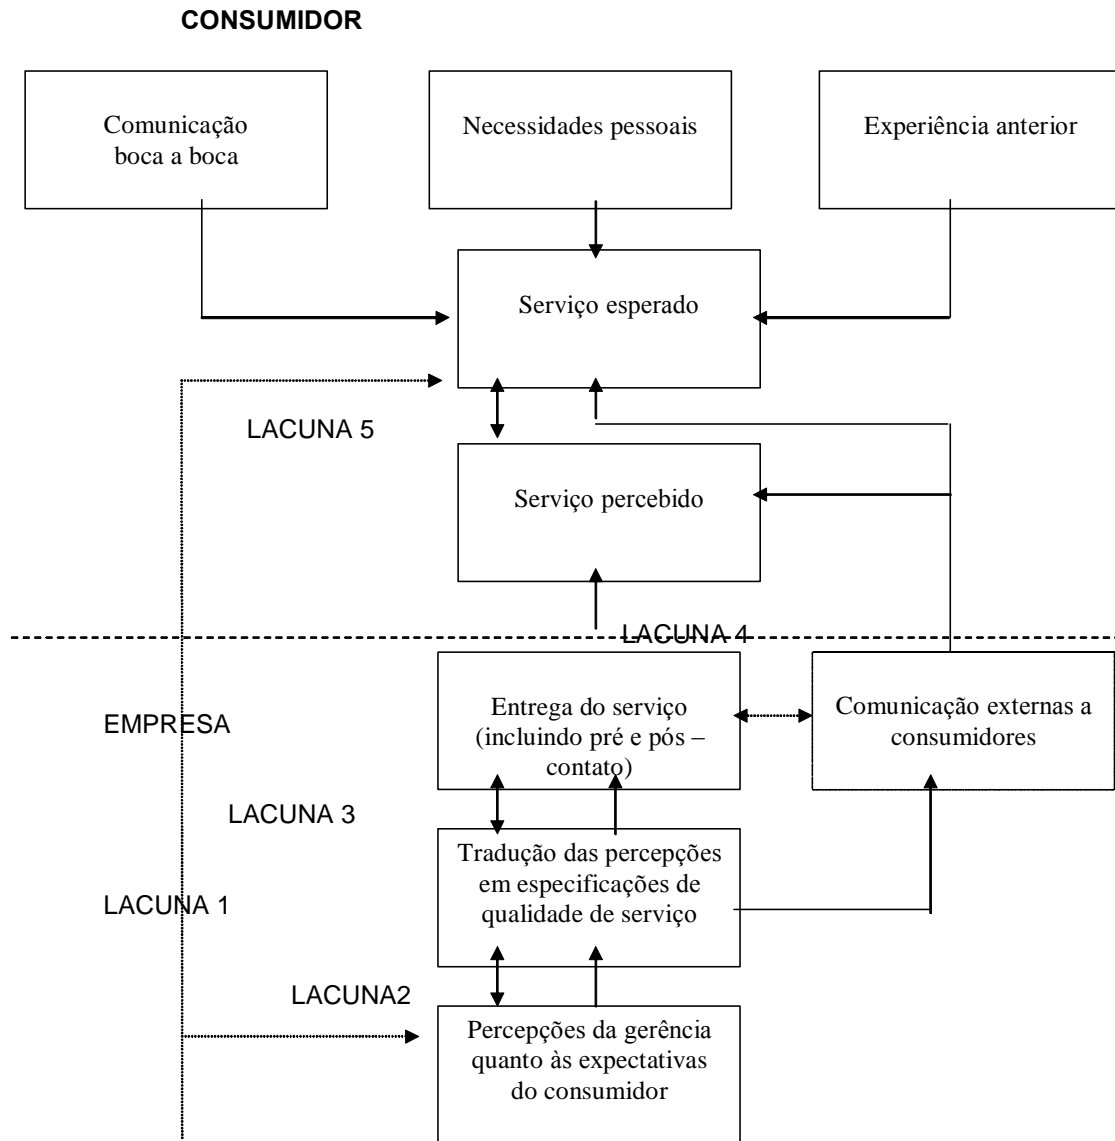 CONSUMIDOR
Comunicação
boca a boca
Necessidades pessoais
Experiência anterior
Serviço esperado
LACUNA 5
Serviço percebido
LACUNA 4
EMPRESA
Entrega do serviço
(incluindo pré e pós –
contato)
Comunicação externas a
consumidores
LACUNA 3
Tradução das percepções
em especificações de
qualidade de serviço
LACUNA 1
LACUNA2
Percepções da gerência
quanto às expectativas
do consumidor